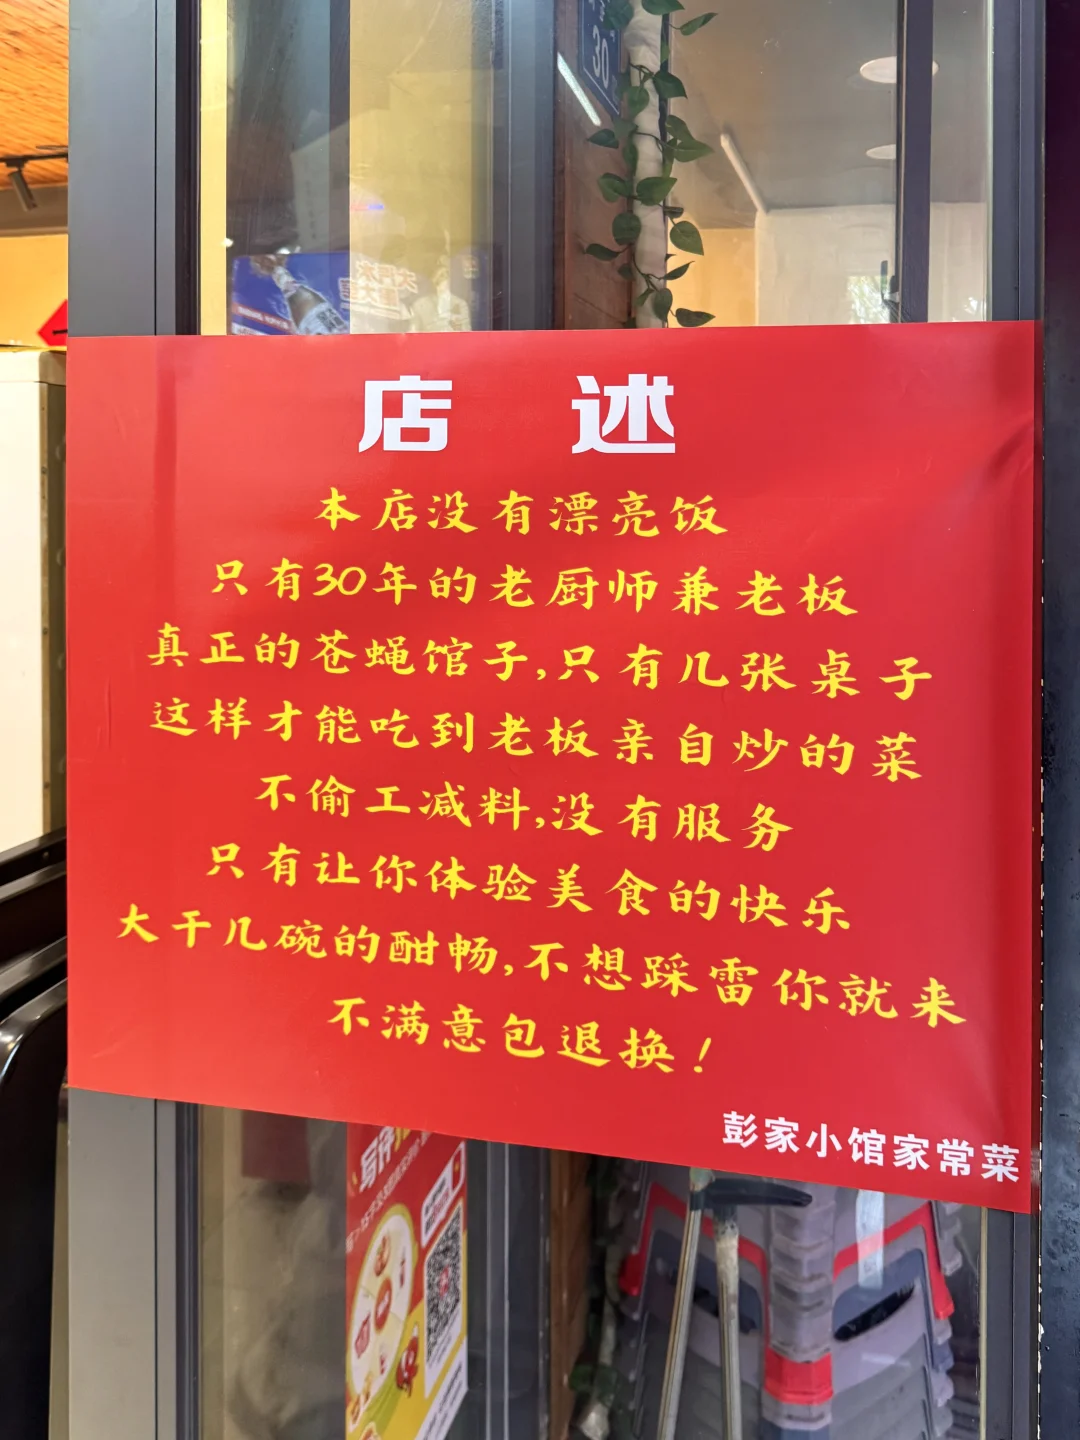 30
店 述
本店没有漂亮饭
只有30年的老厨师兼老板
真正的苍蝇馆子,只有几张桌子
这样才能吃到老板亲自炒的菜
不偷工减料,没有服务
只有让你体验美食的快乐
大干几碗的酣畅,不想踩雷你就来
不满意包退换!
彭家小馆家常菜
写评